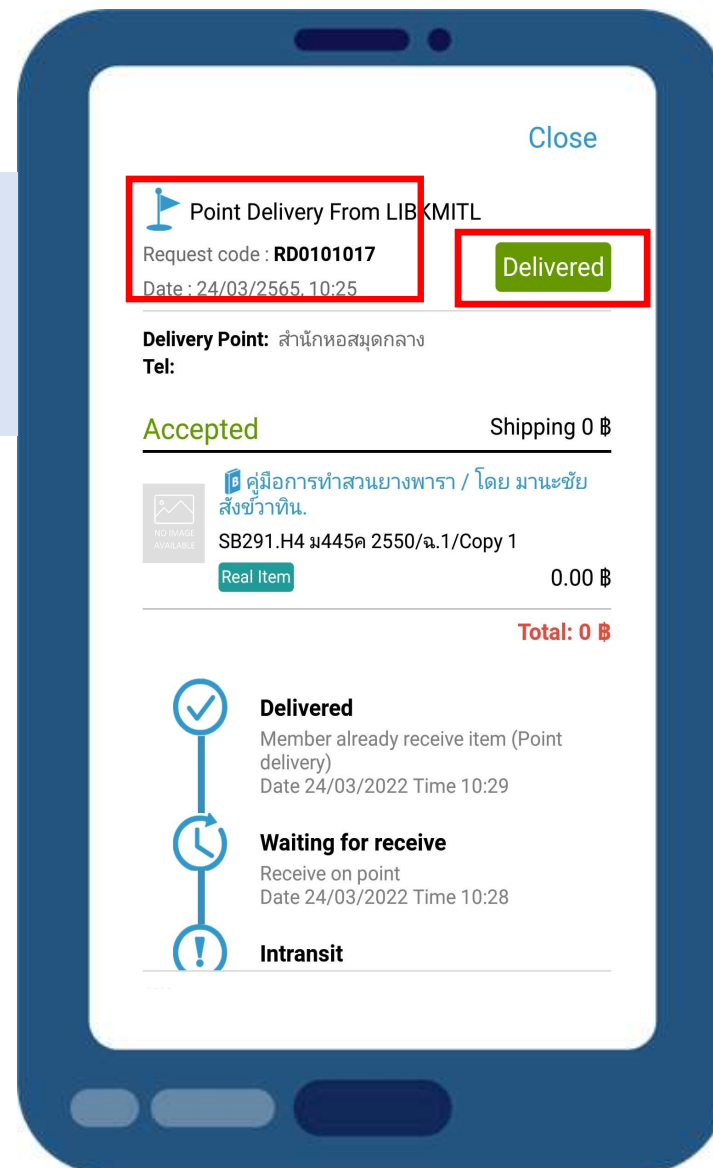 Close
Point Delivery From LIBKMITL
Request code : RD0101017
Delivered
Date : 24/03/2565, 10:25
Delivery Point: สำนักหอสมุดกลาง
Tel:
Accepted
Shipping 0 ฿
คู่มือการทำสวนยางพารา / โดย มานะชัย
สังข์วาทิน.
NO IMAGE
AVAILABLE
SB291.H4 ม445ค 2550/ฉ.1/Copy 1
Real Item
0.00 ฿
Total: 0 ฿
Delivered
Member already receive item (Point
delivery)
Date 24/03/2022 Time 10:29
Waiting for receive
Receive on point
Date 24/03/2022 Time 10:28
Intransit